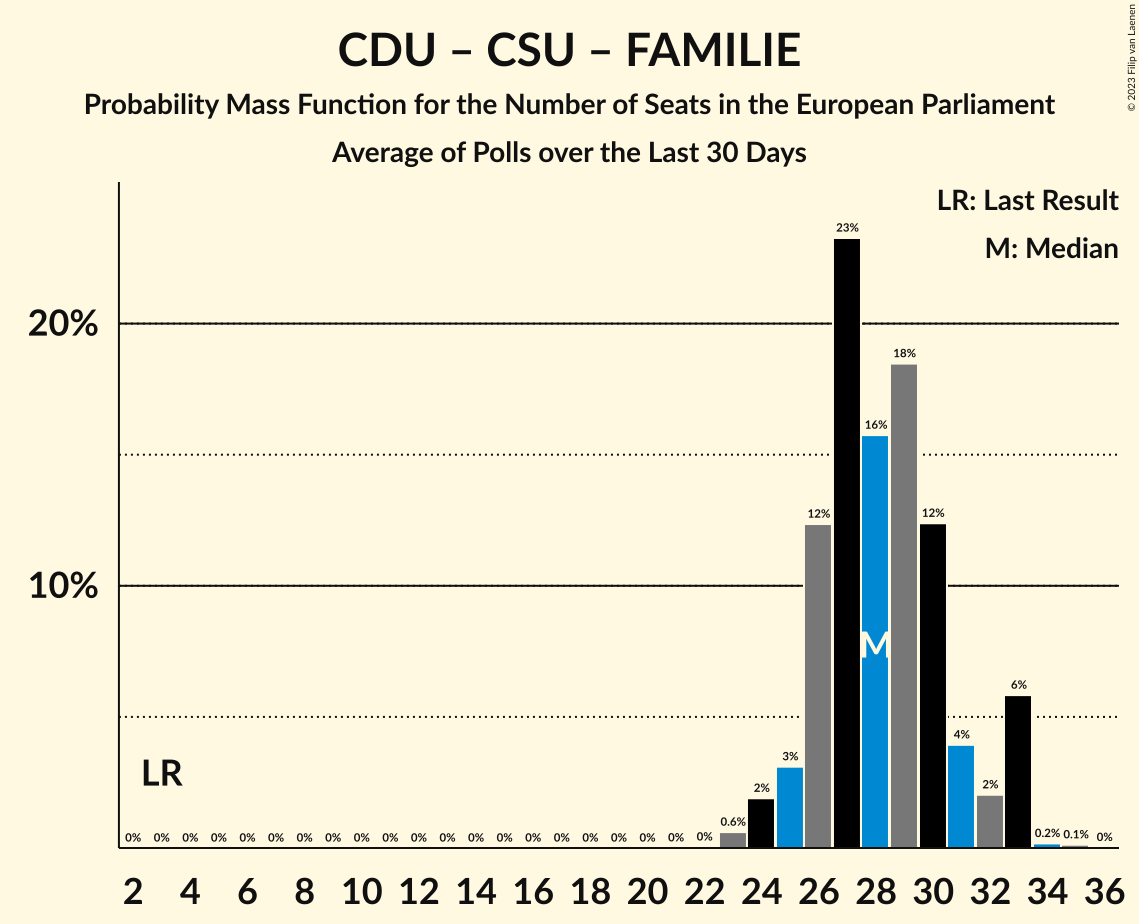 CDU – CSU – FAMILIE
Probability Mass Function for the Number of Seats in the European Parliament
Average of Polls over the Last 30 Days
© 2023 Filip van Laenen
LR: Last Result
M: Median
23%
20%
18%
16%
12%
12%
10%
M
6%
4%
3%
LR
2%
2%
0.6%
0% 0% 0% 0% 0% 0% 0% 0% 0% 0% 0% 0% 0% 0% 0% 0% 0% 0% 0% 0% 0% 0.2% 0.1% 0%
2 4 6 8 10 12 14 16 18 20 22 24 26 28 30 32 34 36